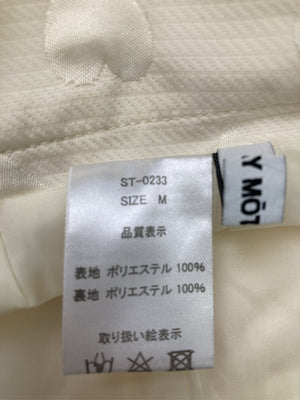 ST-0233
SIZE M
品質表示
表地 ポリエステル 100%
裏地 ポリエステル 100%
取り扱い絵表示
Y MÖT